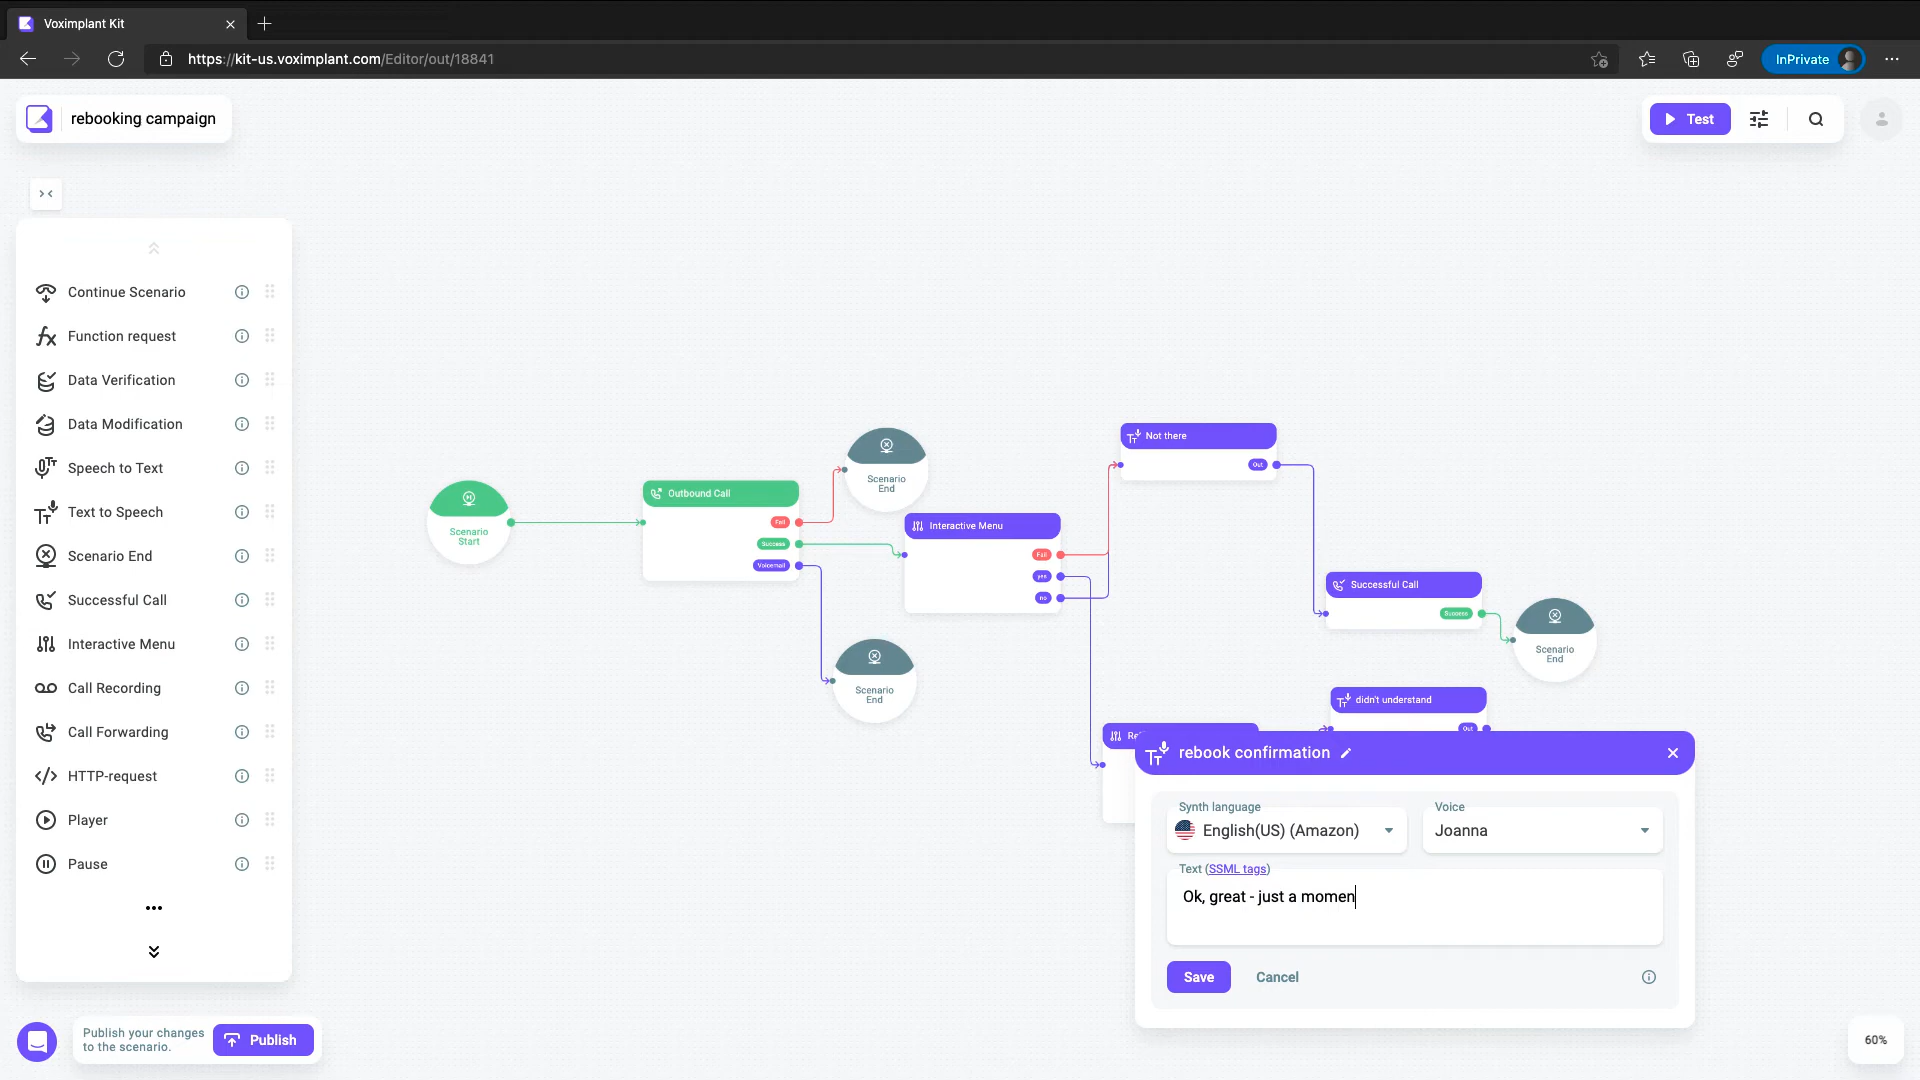 Voximplant Kit
https://kit-us.voximplant.com/Editor/out/18841
InPrivate
rebooking campaign
Test
Continue Scenario
Function request
Data Verification
Data Modification
Speech to Text
Text to Speech
Scenario End
Successful Call
Interactive Menu
Call Recording
Call Forwarding
HTTP-request
Player
Pause
Publish your changes
to the scenario.
Publish
Scenario
Start
Outbound Call
Fail
Success
Voicemail
Scenario
End
Scenario
End
Interactive Menu
Fail
yes
no
Not there
Out
Successful Call
Success
Scenario
End
didn't understand
Out
rebook confirmation
Synth language
English(US) (Amazon)
Voice
Joanna
Text (SSML tags)
Ok, great - just a momen
Save
Cancel
60%